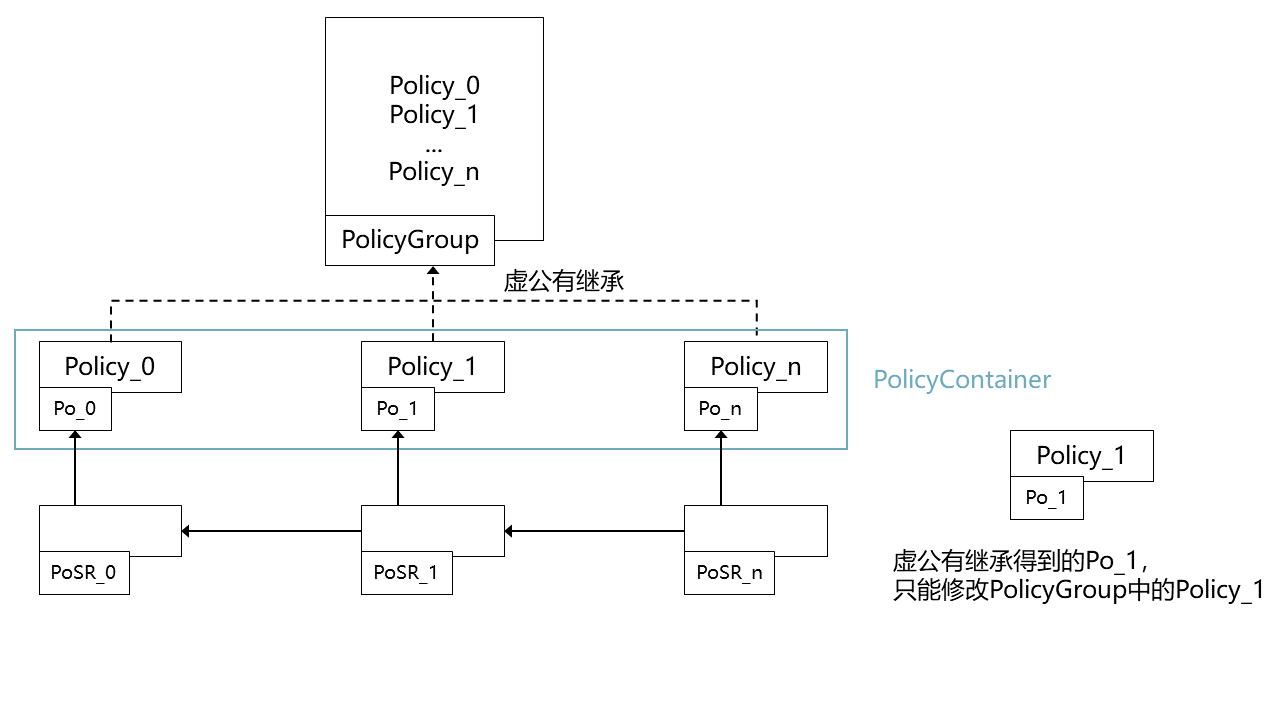 Policy_0
Policy_1
...
Policy_n
PolicyGroup
虚公有继承
Policy_0
Policy_1
Policy_n
Po_0
Po_1
Po_n
PolicyContainer
Policy_1
Po_1
PoSR_0
PoSR_1
PoSR_n
虚公有继承得到的Po_1，
只能修改PolicyGroup中的Policy_1